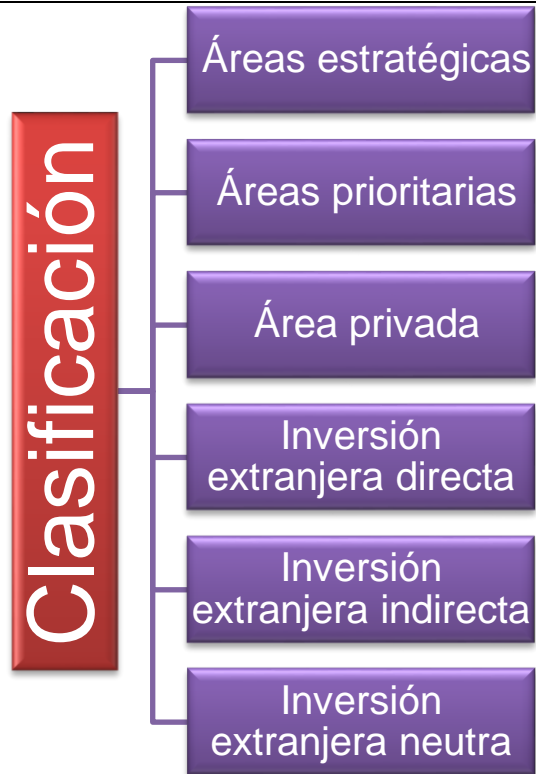 Clasificación
Áreas estratégicas
Áreas prioritarias
Área privada
Inversión
extranjera directa
Inversión
extranjera indirecta
Inversión
extranjera neutra